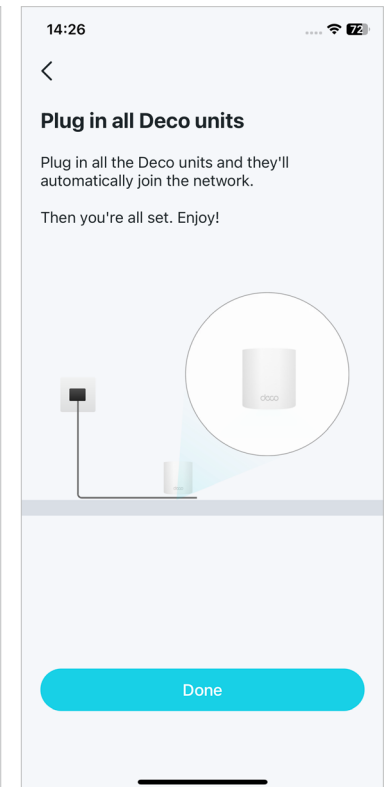 14:26
72
Plug in all Deco units
Plug in all the Deco units and they'll
automatically join the network.
Then you're all set. Enjoy!
deco
deco
Done